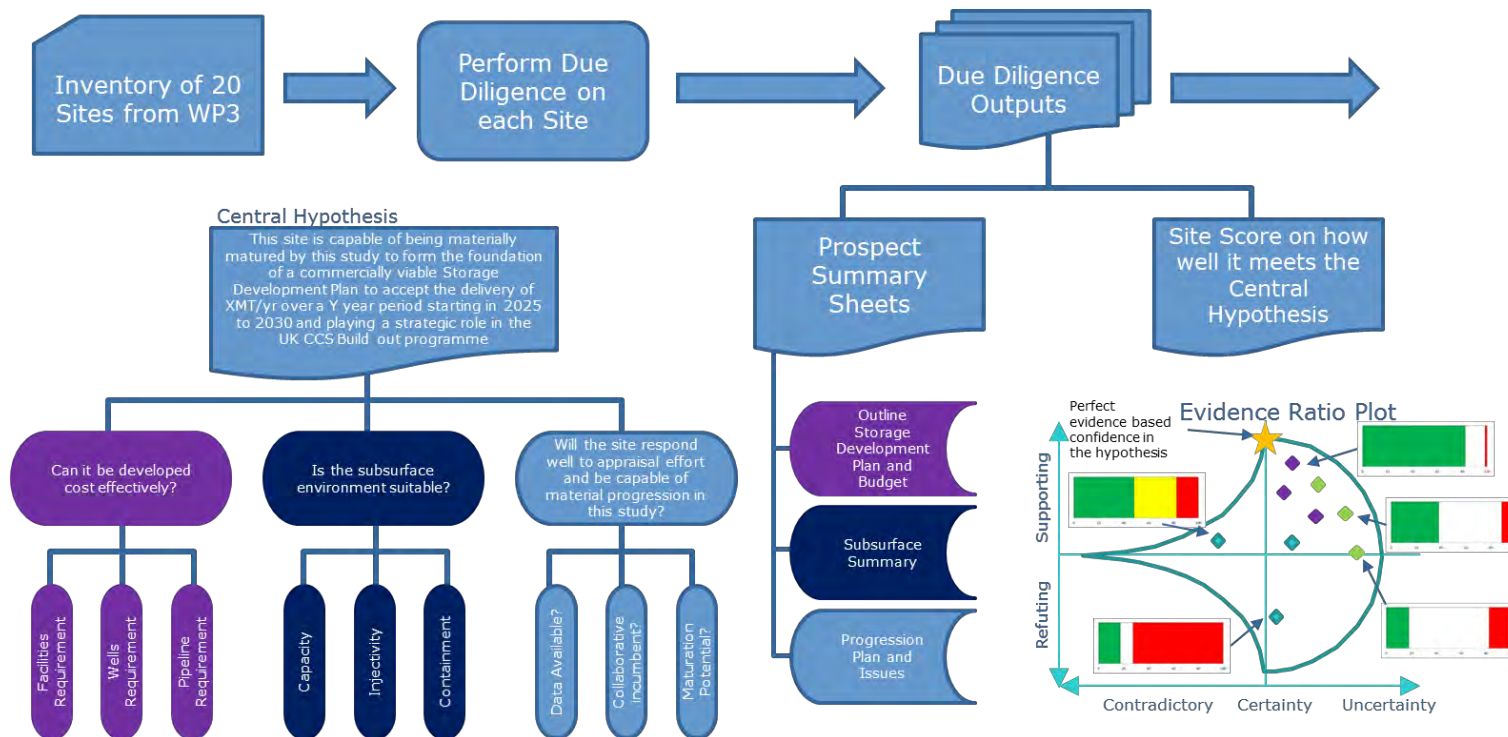 Inventory of 20
Sites from WP3
Perform Due
Diligence on
each Site
Due Diligence
Outputs
Central Hypothesis
This site is capable of being materially
matured by this study to form the foundation
of a commercially viable Storage
Development Plan to accept the delivery of
XMT/yr over a Y year period starting in 2025
to 2030 and playing a strategic role in the
UK CCS Build out programme
Can it be developed
cost effectively?
Is the subsurface
environment suitable?
Will the site respond
well to appraisal effort
and be capable of
material progression in
this study?
Facilities
Requirement
Wells
Requirement
Pipeline
Requirement
Capacity
Injectivity
Containment
Data Available?
Collaborative
incumbent?
Maturation
Potential?
Prospect
Summary
Sheets
Site Score on how
well it meets the
Central
Hypothesis
Outline
Storage
Development
Plan and
Budget
Subsurface
Summary
Progression
Plan and
Issues
Evidence Ratio Plot
Perfect
evidence based
confidence in
the hypothesis
Supporting
Refuting
Contradictory
Certainty
Uncertainty